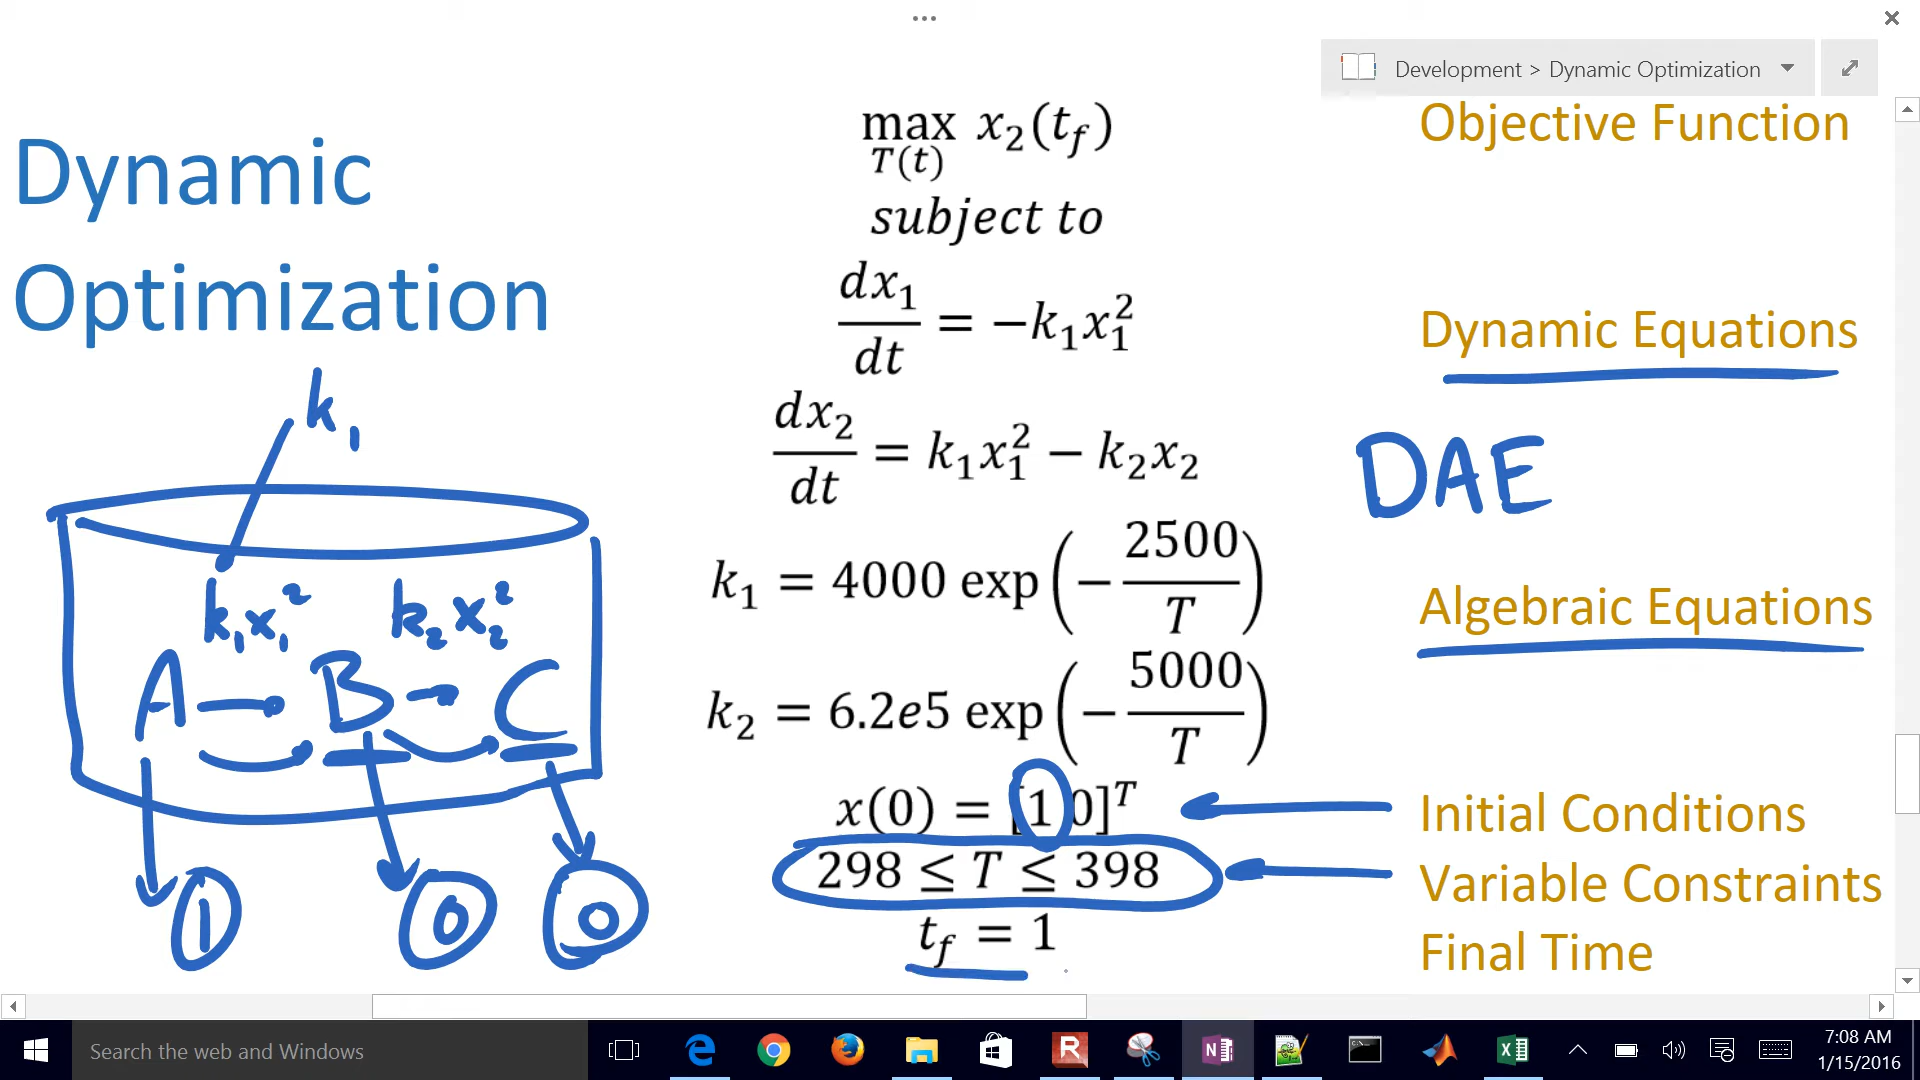 Development > Dynamic Optimization
Dynamic
Optimization
max x₂(t_f)
T(t)
subject to
dx₁/dt = −k₁x₁²
dx₂/dt = k₁x₁² − k₂x₂
k₁ = 4000 exp(−2500/T)
k₂ = 6.2e5 exp(−5000/T)
x(0) = [1 0]ᵀ
298 ≤ T ≤ 398
t_f = 1
Objective Function
Dynamic Equations
DAE
Algebraic Equations
Initial Conditions
Variable Constraints
Final Time
k₁
k₁x₁² k₂x₂²
A B C
1 0 0
Search the web and Windows
7:08 AM
1/15/2016